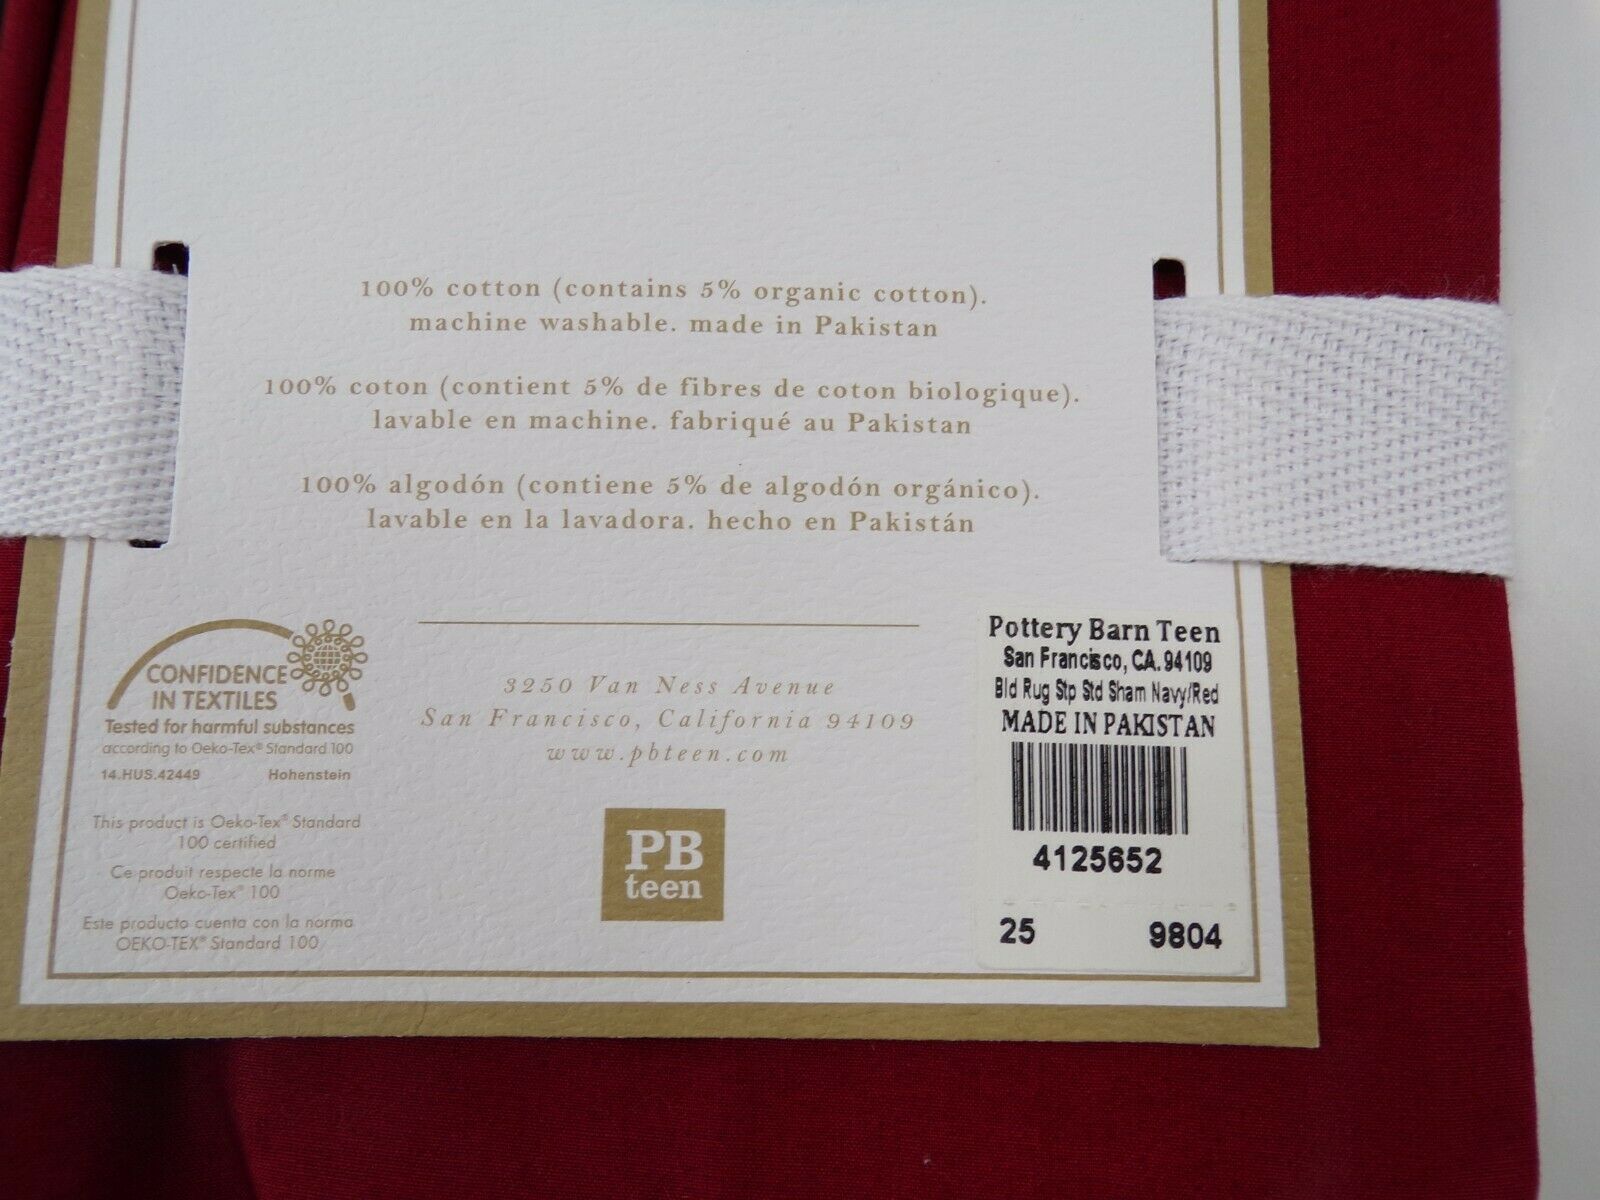 100% cotton (contains 5% organic cotton).
machine washable. made in Pakistan
100% coton (contient 5% de fibres de coton biologique).
lavable en machine. fabriqué au Pakistan
100% algodón (contiene 5% de algodón orgánico).
lavable en la lavadora. hecho en Pakistán
CONFIDENCE
IN TEXTILES
Tested for harmful substances
according to Oeko-Tex® Standard 100
14.HUS.42449 Hohenstein
This product is Oeko-Tex® Standard
100 certified
Ce produit respecte la norme
Oeko-Tex® 100
Este producto cuenta con la norma
OEKO-TEX® Standard 100
3250 Van Ness Avenue
San Francisco, California 94109
www.pbteen.com
PB
teen
Pottery Barn Teen
San Francisco, CA. 94109
Bld Rug Stp Std Sham Navy/Red
MADE IN PAKISTAN
4125652
25 9804